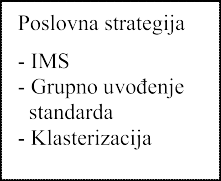 Poslovna strategija
- IMS
- Grupno uvođenje
standarda
- Klasterizacija